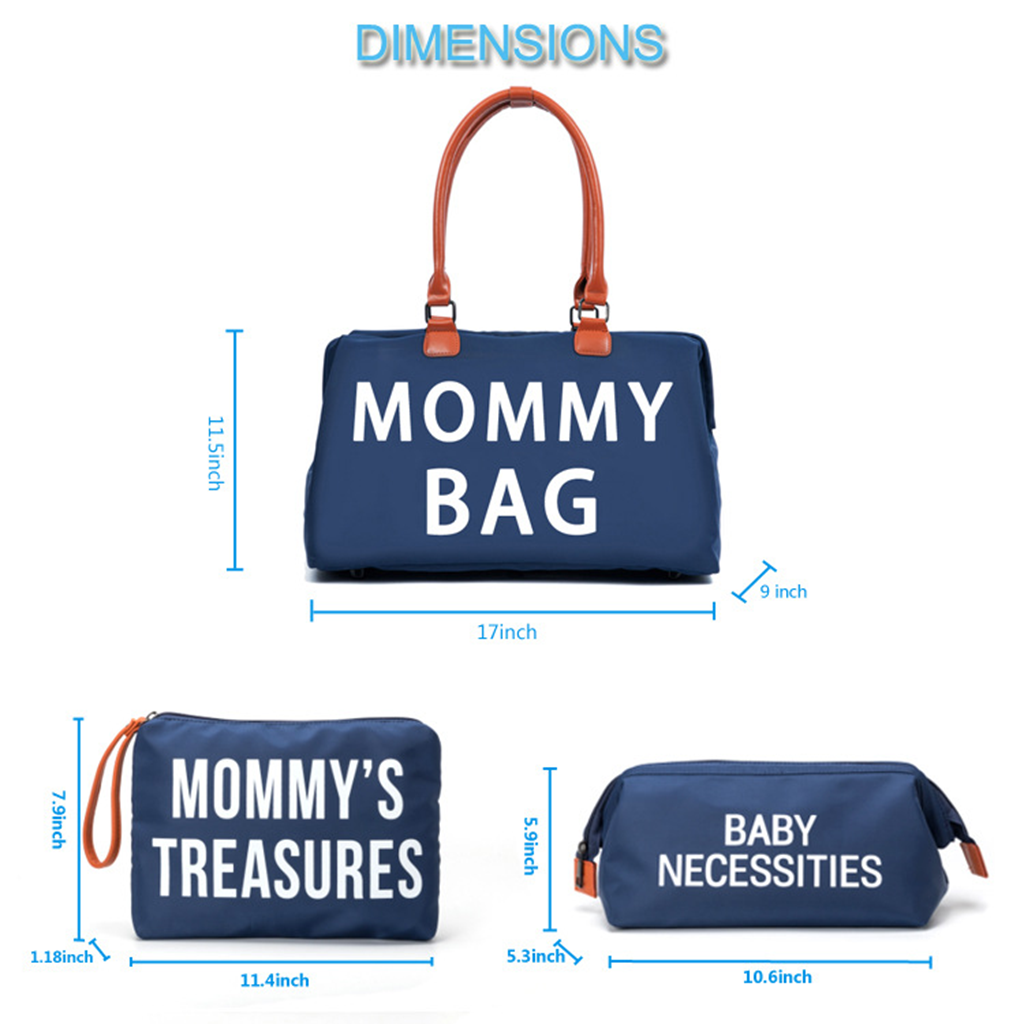 DIMENSIONS
MOMMY
BAG
11.5inch
9 inch
17inch
MOMMY'S
TREASURES
7.9inch
1.18inch
11.4inch
BABY
NECESSITIES
5.9inch
5.3inch
10.6inch